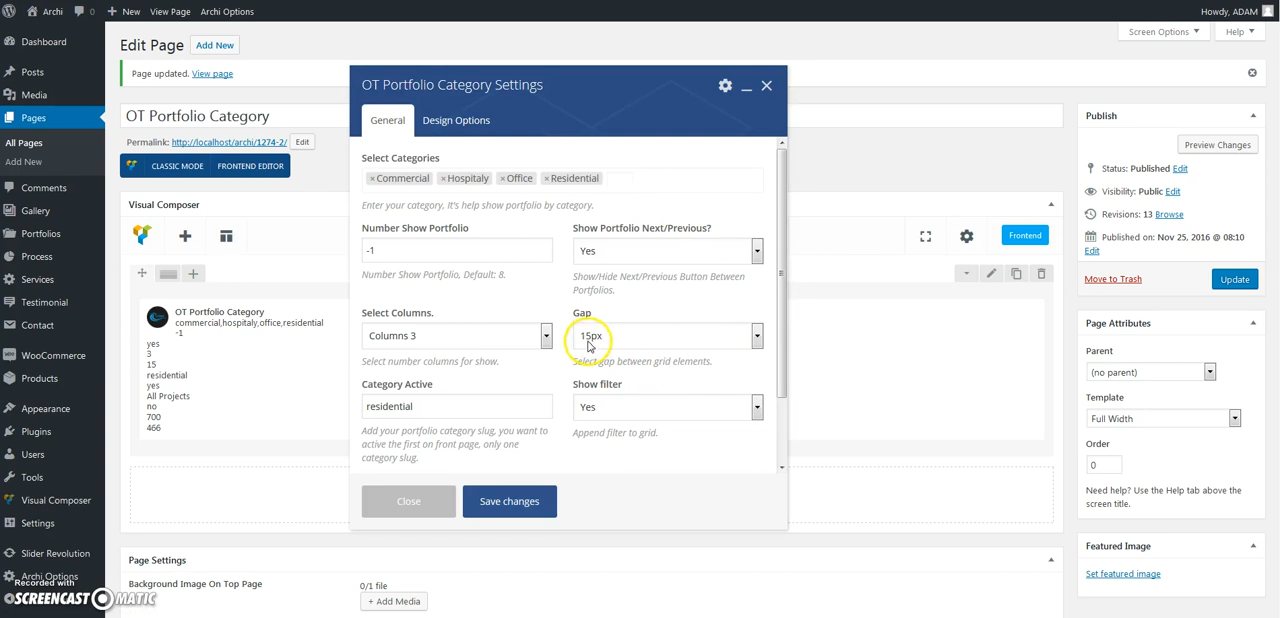 Archi 0 New View Page Archi Options Howdy, ADAM
Dashboard
Posts
Media
Pages
All Pages
Add New
Comments
Gallery
Portfolios
Process
Services
Testimonial
Contact
WooCommerce
Products
Appearance
Plugins
Users
Tools
Visual Composer
Settings
Slider Revolution
Archi Options
Recorded with
SCREENCAST MATIC
Screen Options Help
Edit Page Add New
Page updated. View page
OT Portfolio Category
Permalink: http://localhost/archi/1274-2/ Edit
CLASSIC MODE FRONTEND EDITOR
Visual Composer
Frontend
OT Portfolio Category
commercial,hospitaly,office,residential
-1
yes
3
15
residential
yes
All Projects
no
700
466
Page Settings
Background Image On Top Page
0/1 file
+ Add Media
OT Portfolio Category Settings
General Design Options
Select Categories
×Commercial ×Hospitaly ×Office ×Residential
Enter your category, It's help show portfolio by category.
Number Show Portfolio Show Portfolio Next/Previous?
-1 Yes
Number Show Portfolio, Default: 8. Show/Hide Next/Previous Button Between
Portfolios.
Select Columns. Gap
Columns 3 15px
Select number columns for show. Select gap between grid elements.
Category Active Show filter
residential Yes
Add your portfolio category slug, you want to Append filter to grid.
active the first on front page, only one
category slug.
Close Save changes
Publish
Preview Changes
Status: Published Edit
Visibility: Public Edit
Revisions: 13 Browse
Published on: Nov 25, 2016 @ 08:10
Edit
Move to Trash Update
Page Attributes
Parent
(no parent)
Template
Full Width
Order
0
Need help? Use the Help tab above the
screen title.
Featured Image
Set featured image